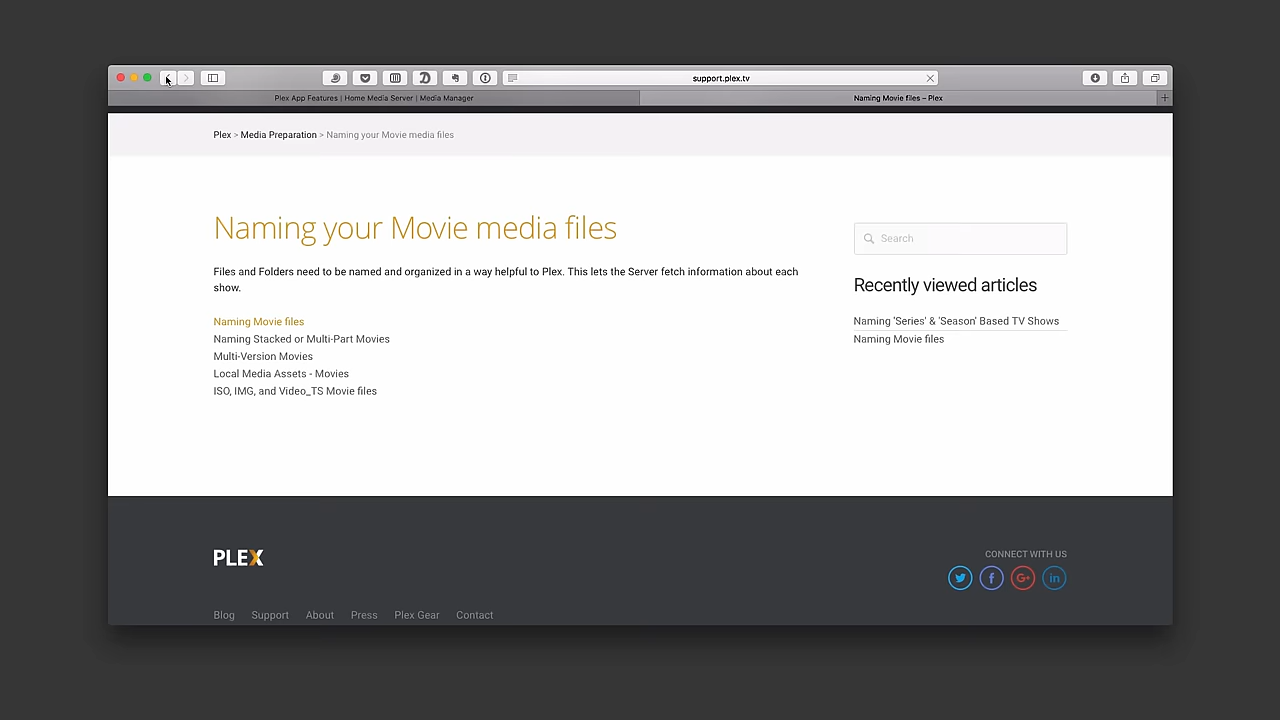 support.plex.tv
Plex App Features | Home Media Server | Media Manager
Naming Movie files – Plex
Plex > Media Preparation > Naming your Movie media files
Naming your Movie media files
Files and Folders need to be named and organized in a way helpful to Plex. This lets the Server fetch information about each
show.
Naming Movie files
Naming Stacked or Multi-Part Movies
Multi-Version Movies
Local Media Assets - Movies
ISO, IMG, and Video_TS Movie files
Search
Recently viewed articles
Naming 'Series' & 'Season' Based TV Shows
Naming Movie files
PLEX
CONNECT WITH US
f
G+
in
Blog Support About Press Plex Gear Contact